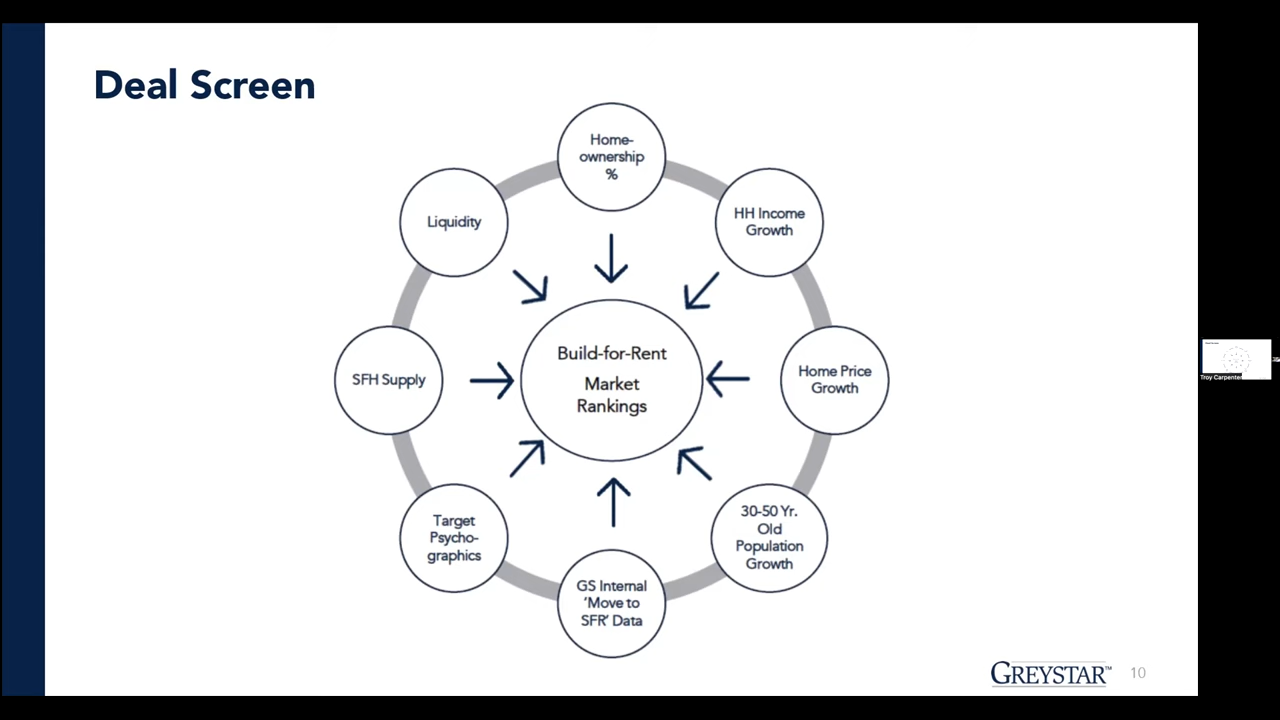 Deal Screen
Home-
ownership
%
HH Income
Growth
Home Price
Growth
30-50 Yr.
Old
Population
Growth
GS Internal
‘Move to
SFR’ Data
Target
Psycho-
graphics
SFH Supply
Liquidity
Build-for-Rent
Market
Rankings
GREYSTAR™
10
Troy Carpenter